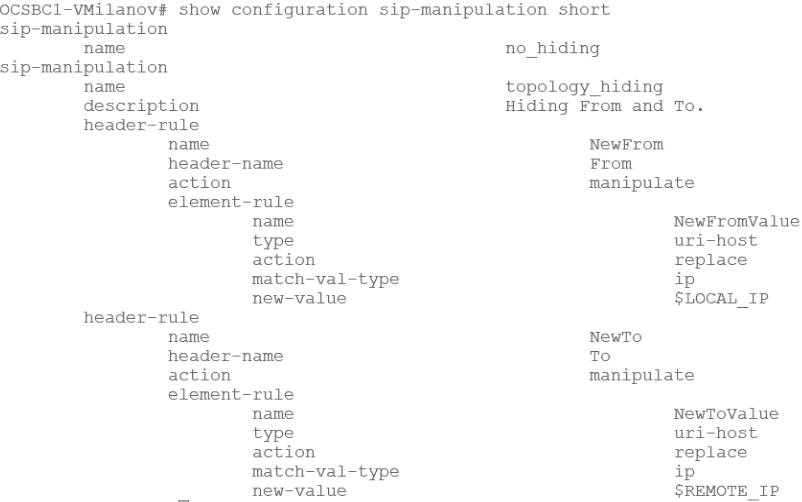 OCSBC1-VMilanov# show configuration sip-manipulation short
sip-manipulation
name no_hiding
sip-manipulation
name topology_hiding
description Hiding From and To.
header-rule
name NewFrom
header-name From
action manipulate
element-rule
name NewFromValue
type uri-host
action replace
match-val-type ip
new-value $LOCAL_IP
header-rule
name NewTo
header-name To
action manipulate
element-rule
name NewToValue
type uri-host
action replace
match-val-type ip
new-value $REMOTE_IP